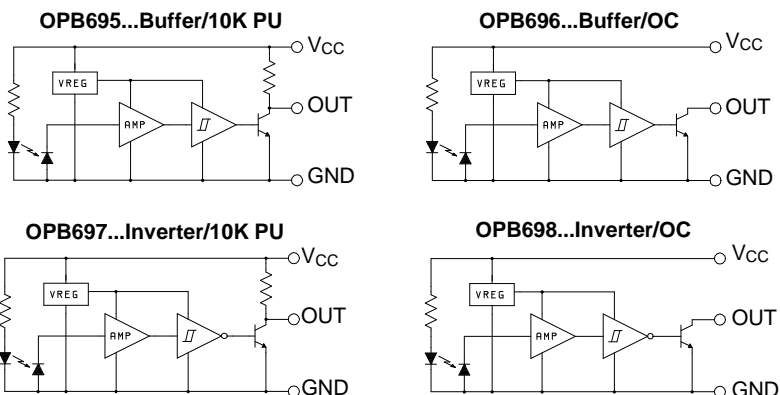 OPB695...Buffer/10K PU
VCC
VREG
OUT
AMP
GND
OPB696...Buffer/OC
VCC
VREG
OUT
AMP
GND
OPB697...Inverter/10K PU
VCC
VREG
OUT
AMP
GND
OPB698...Inverter/OC
VCC
VREG
OUT
AMP
GND